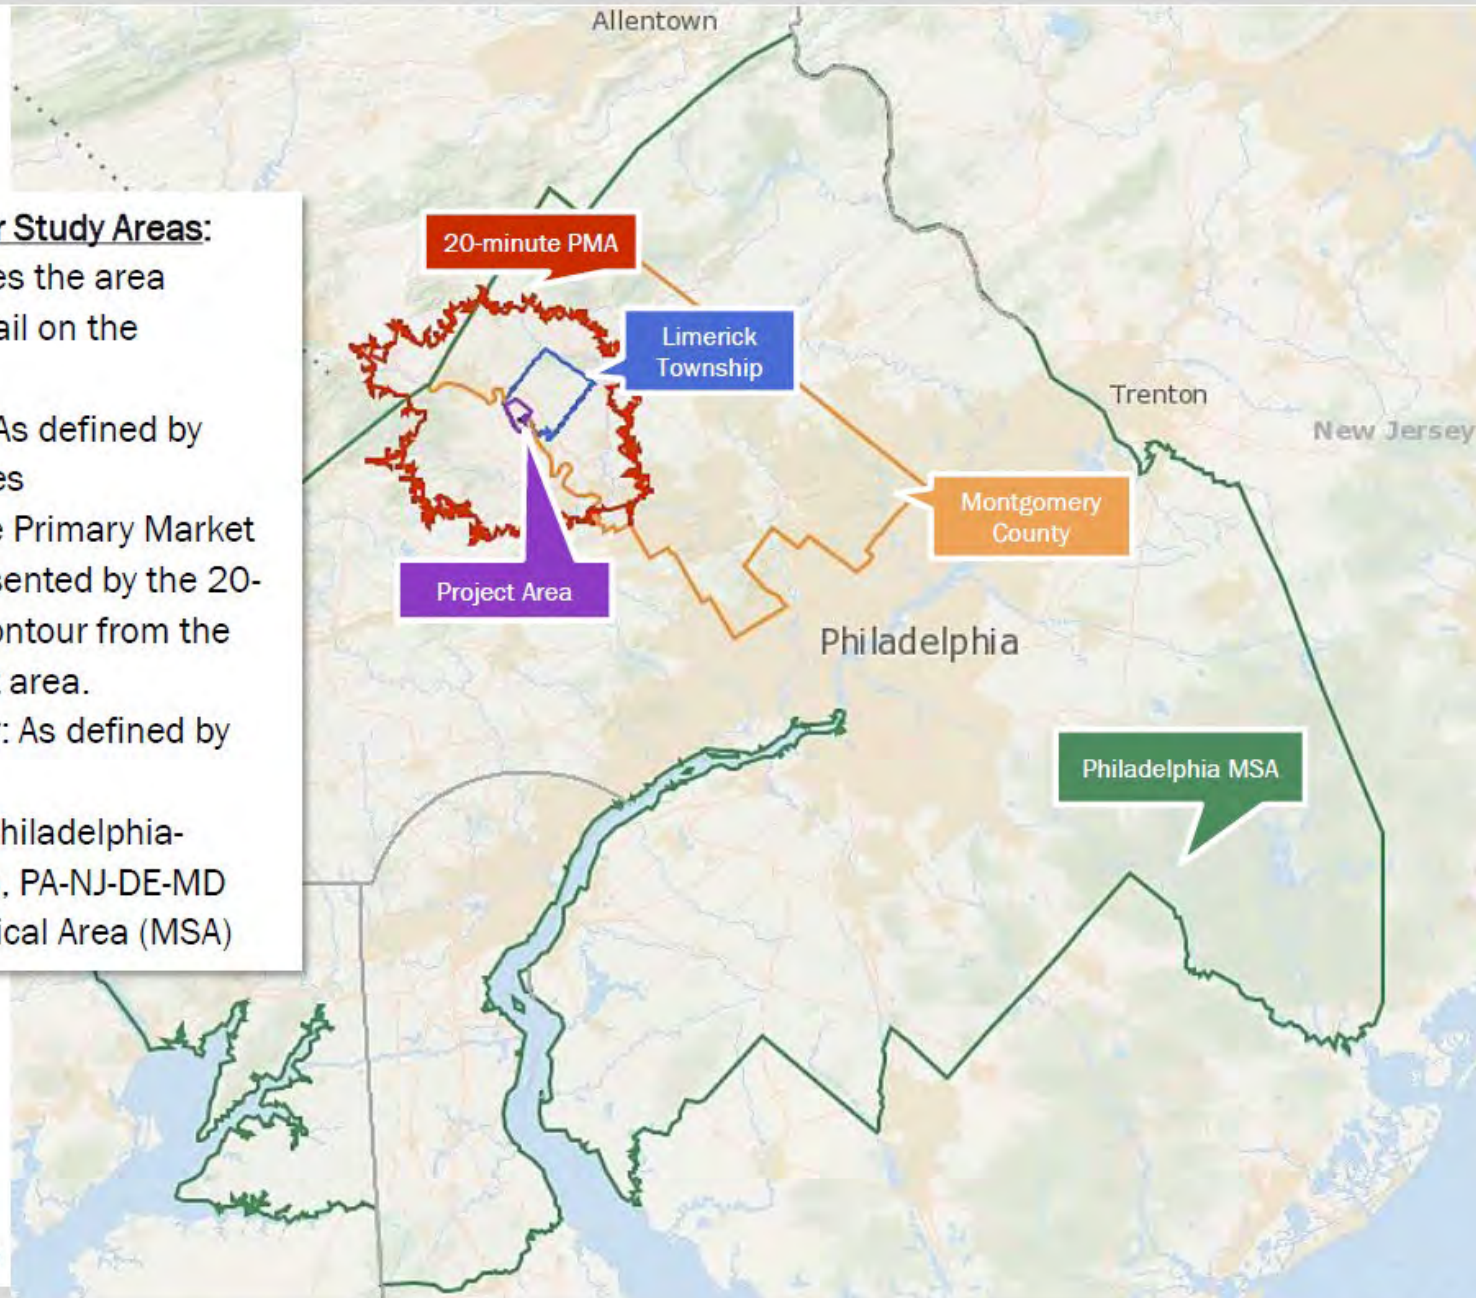 Allentown
r Study Areas:
es the area
ail on the
As defined by
es
e Primary Market
sented by the 20-
ontour from the
area.
: As defined by
hiladelphia-
, PA-NJ-DE-MD
ical Area (MSA)
20-minute PMA
Limerick
Township
Trenton
New Jersey
Montgomery
County
Project Area
Philadelphia
Philadelphia MSA